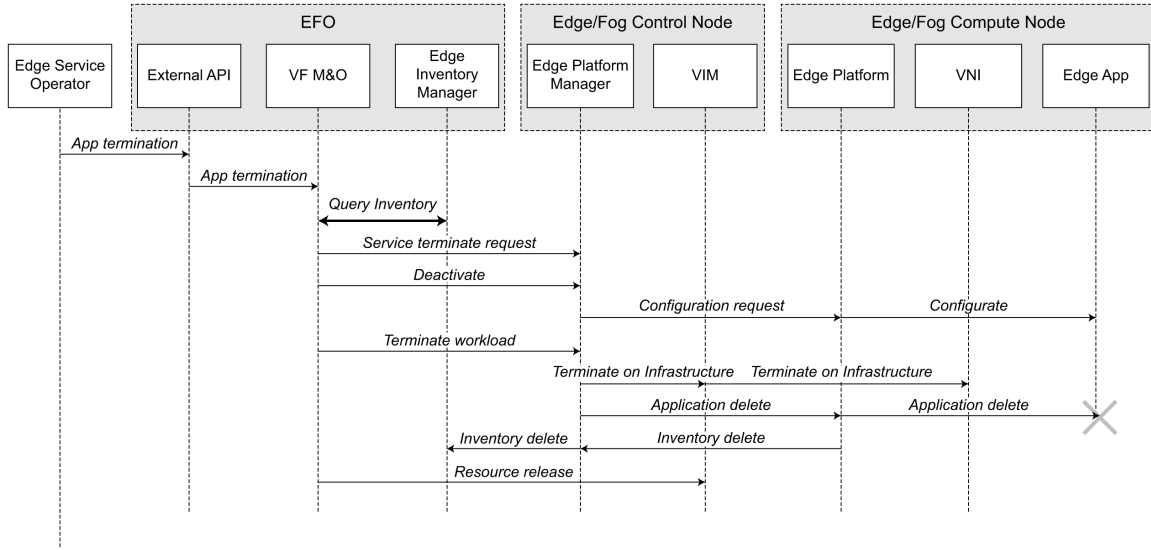 EFO
Edge/Fog Control Node
Edge/Fog Compute Node
Edge Service
Operator
External API
VF M&O
Edge
Inventory
Manager
Edge Platform
Manager
VIM
Edge Platform
VNI
Edge App
App termination
App termination
Query Inventory
Service terminate request
Deactivate
Configuration request
Configurate
Terminate workload
Terminate on Infrastructure
Terminate on Infrastructure
Application delete
Application delete
Inventory delete
Inventory delete
Resource release